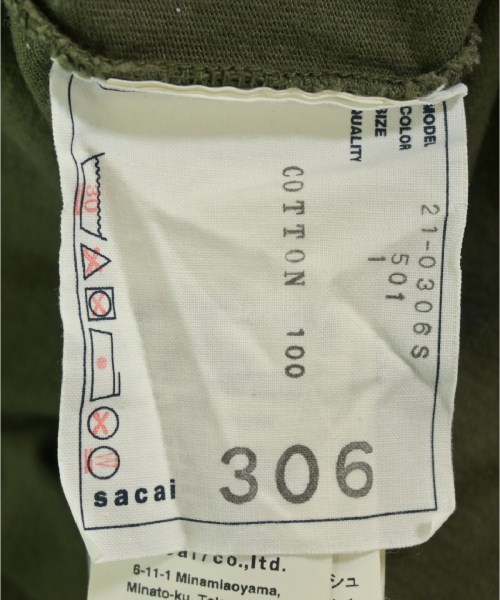 MODEL 21-0306S
COLOR 501
SIZE 1
QUALITY
COTTON 100
30
W
sacai 306
co.,ltd.
6-11-1 Minamiaoyama,
Minato-ku,
シュ